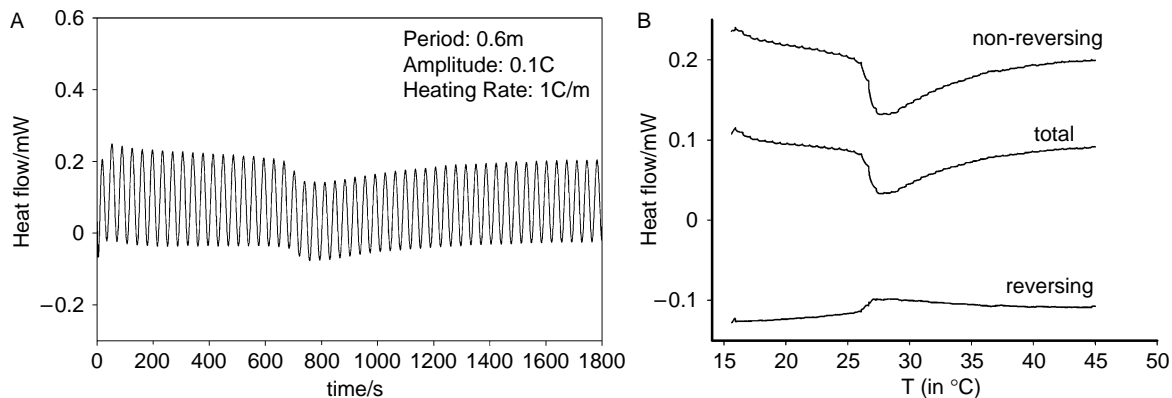 A
0.6
0.4
0.2
0
−0.2
Heat flow/mW
Period: 0.6m
Amplitude: 0.1C
Heating Rate: 1C/m
0
200
400
600
800
1000
1200
1400
1600
1800
time/s
B
0.2
0.1
0
−0.1
Heat flow/mW
non-reversing
total
reversing
15
20
25
30
35
40
45
50
T (in °C)